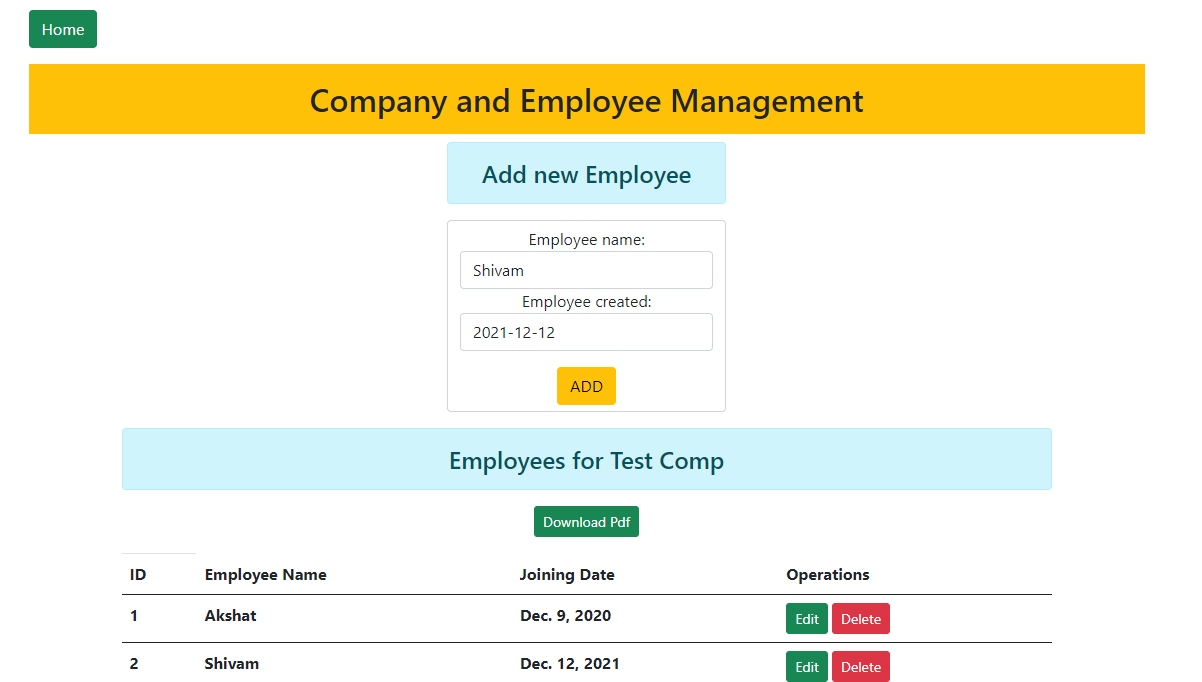 Home
Company and Employee Management
Add new Employee
Employee name:
Shivam
Employee created:
2021-12-12
ADD
Employees for Test Comp
Download Pdf
ID Employee Name Joining Date Operations
1 Akshat Dec. 9, 2020 Edit Delete
2 Shivam Dec. 12, 2021 Edit Delete